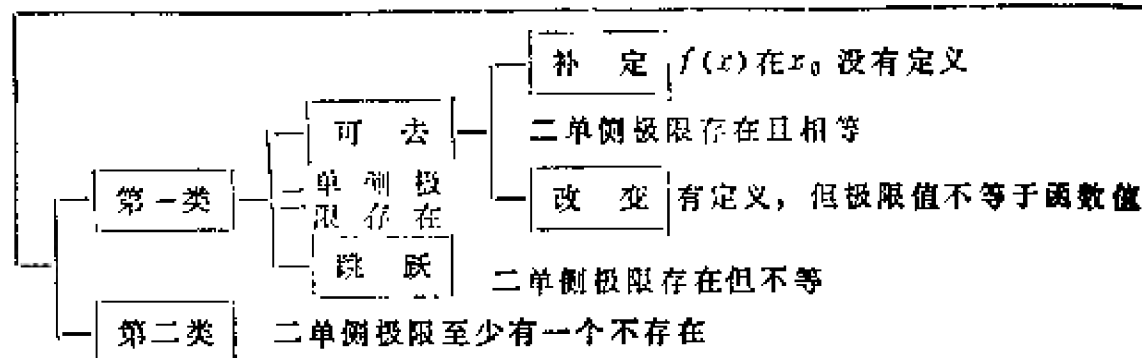 补 定 f(x)在x₀ 没有定义
可 去 二单侧极限存在且相等
第一类 二单侧极限存在
改 变 有定义，但极限值不等于函数值
跳 跃 二单侧极限存在但不等
第二类 二单侧极限至少有一个不存在